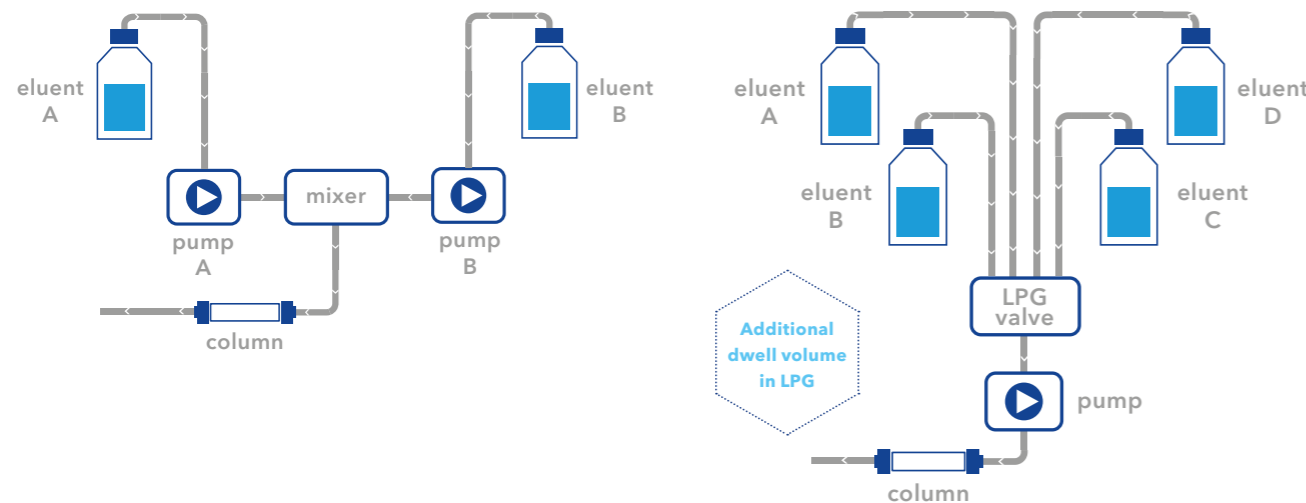 eluent
A
eluent
B
pump
A
mixer
pump
B
column
eluent
A
eluent
B
eluent
D
eluent
C
LPG
valve
Additional
dwell volume
in LPG
pump
column